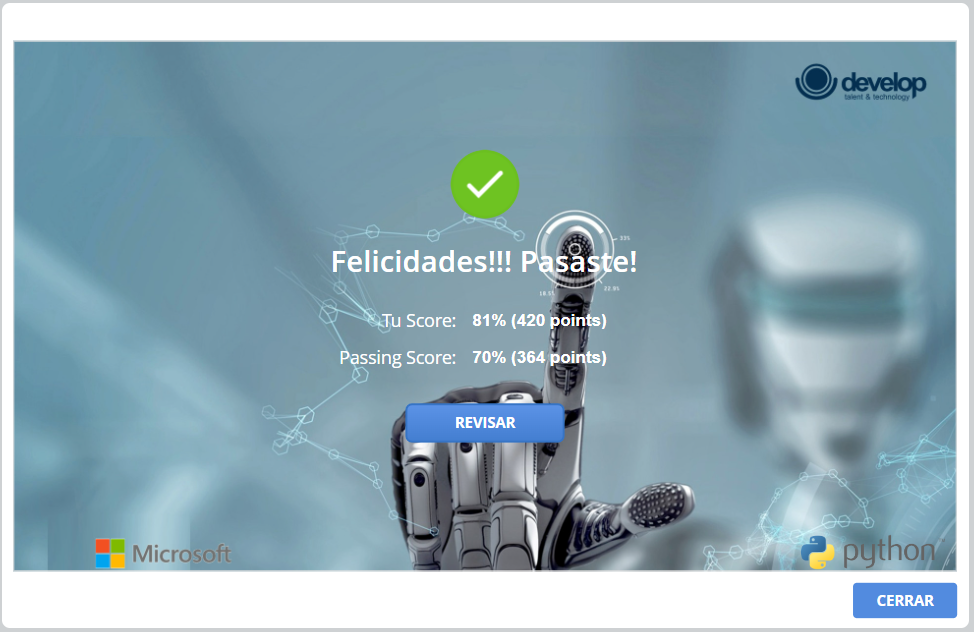 develop
talent & technology
Felicidades!!! Pasaste!
Tu Score: 81% (420 points)
Passing Score: 70% (364 points)
REVISAR
Microsoft
python
CERRAR